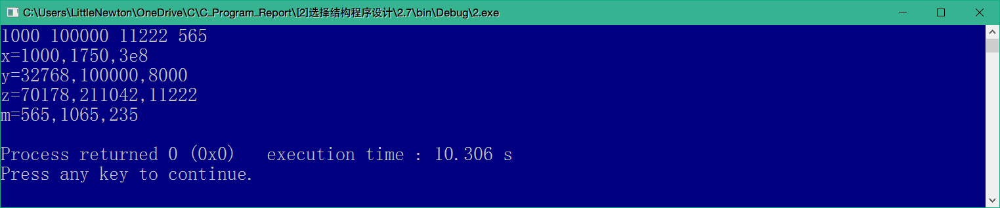 C:\Users\LittleNewton\OneDrive\C\C_Program_Report\[2]选择结构程序设计\2.7\bin\Debug\2.exe
1000 100000 11222 565
x=1000,1750,3e8
y=32768,100000,8000
z=70178,211042,11222
m=565,1065,235
Process returned 0 (0x0)   execution time : 10.306 s
Press any key to continue.